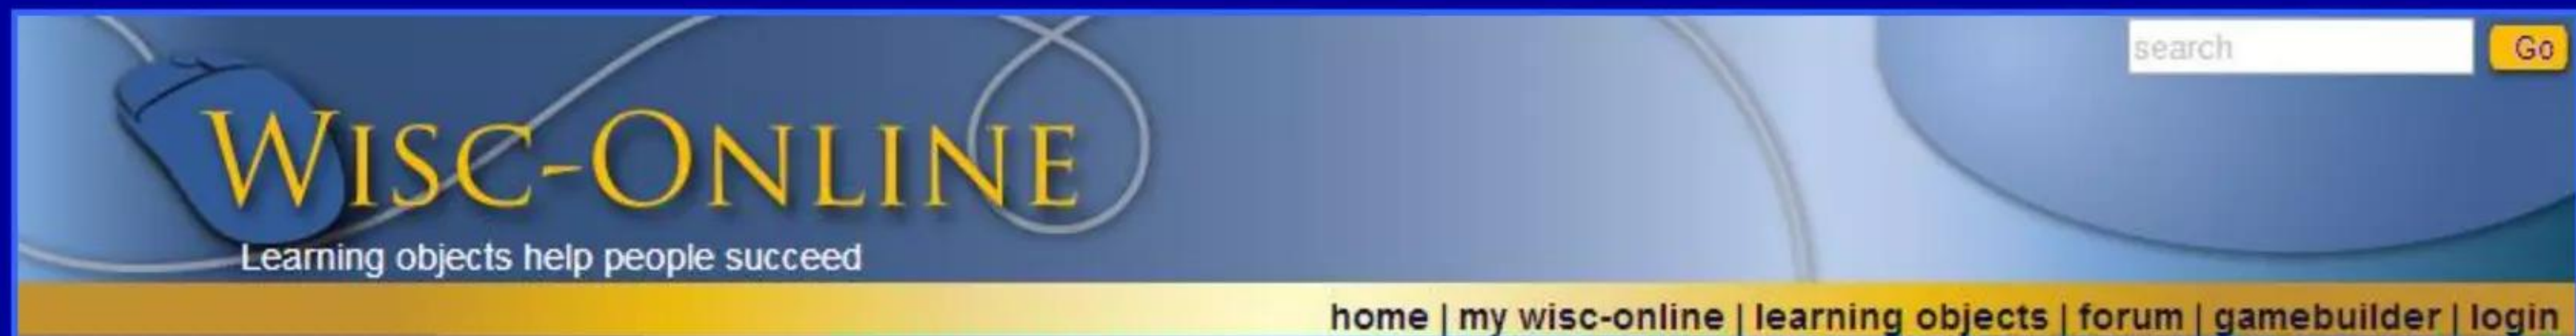 search Go
WISC-ONLINE
Learning objects help people succeed
home | my wisc-online | learning objects | forum | gamebuilder | login